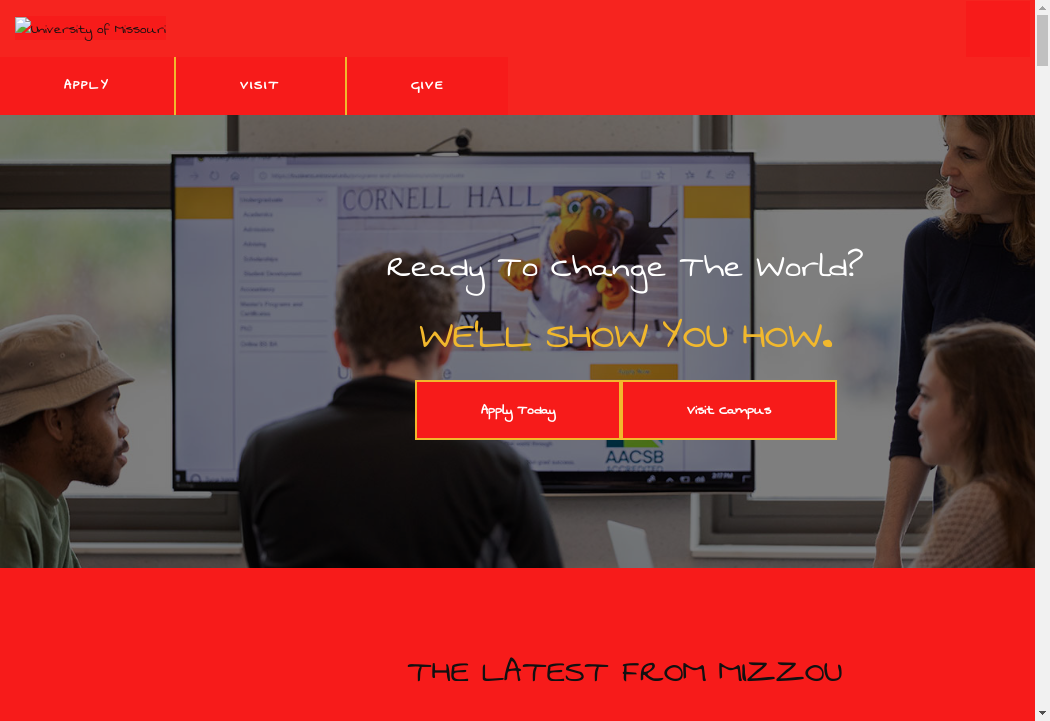 University of Missouri
APPLY
VISIT
GIVE
CORNELL HALL
Ready To Change The World?
WE'LL SHOW YOU HOW.
Apply Today
Visit Campus
AACSB
ACCREDITED
THE LATEST FROM MIZZOU